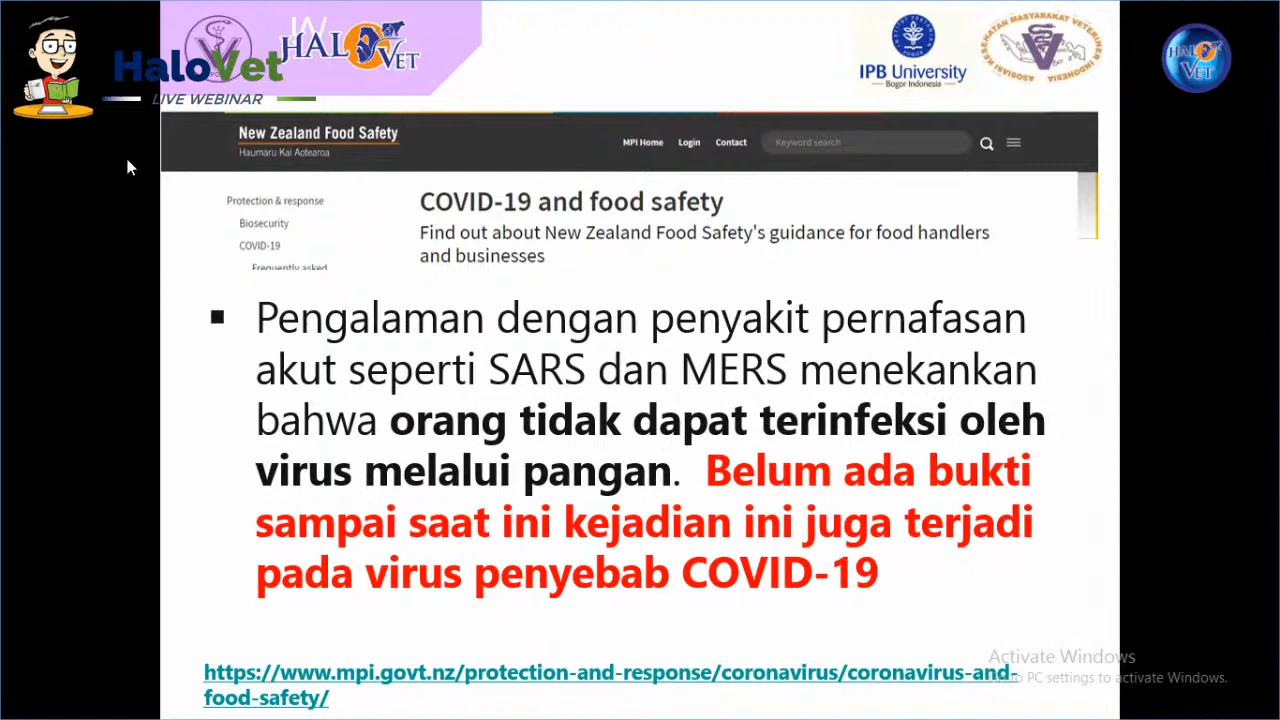 HALO VET
HaloVet
LIVE WEBINAR
IPB University
Bogor Indonesia
ASOSIASI KESEHATAN MASYARAKAT VETERINER INDONESIA
HALO
VET
New Zealand Food Safety
Haumaru Kai Aotearoa
MPI Home Login Contact Keyword search
Protection & response
Biosecurity
COVID-19
Frequently asked
COVID-19 and food safety
Find out about New Zealand Food Safety's guidance for food handlers
and businesses
▪ Pengalaman dengan penyakit pernafasan
akut seperti SARS dan MERS menekankan
bahwa orang tidak dapat terinfeksi oleh
virus melalui pangan. Belum ada bukti
sampai saat ini kejadian ini juga terjadi
pada virus penyebab COVID-19
https://www.mpi.govt.nz/protection-and-response/coronavirus/coronavirus-and-
food-safety/
Activate Windows
to PC settings to activate Windows.